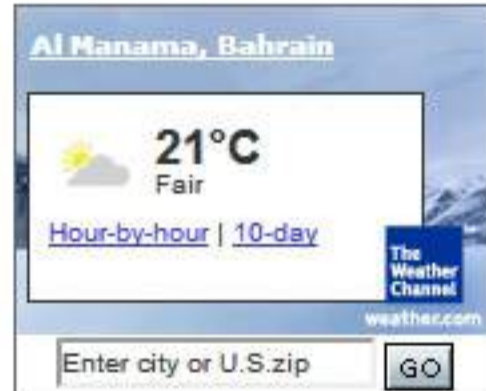 Al Manama, Bahrain
21°C
Fair
Hour-by-hour | 10-day
The
Weather
Channel
weather.com
Enter city or U.S.zip
GO